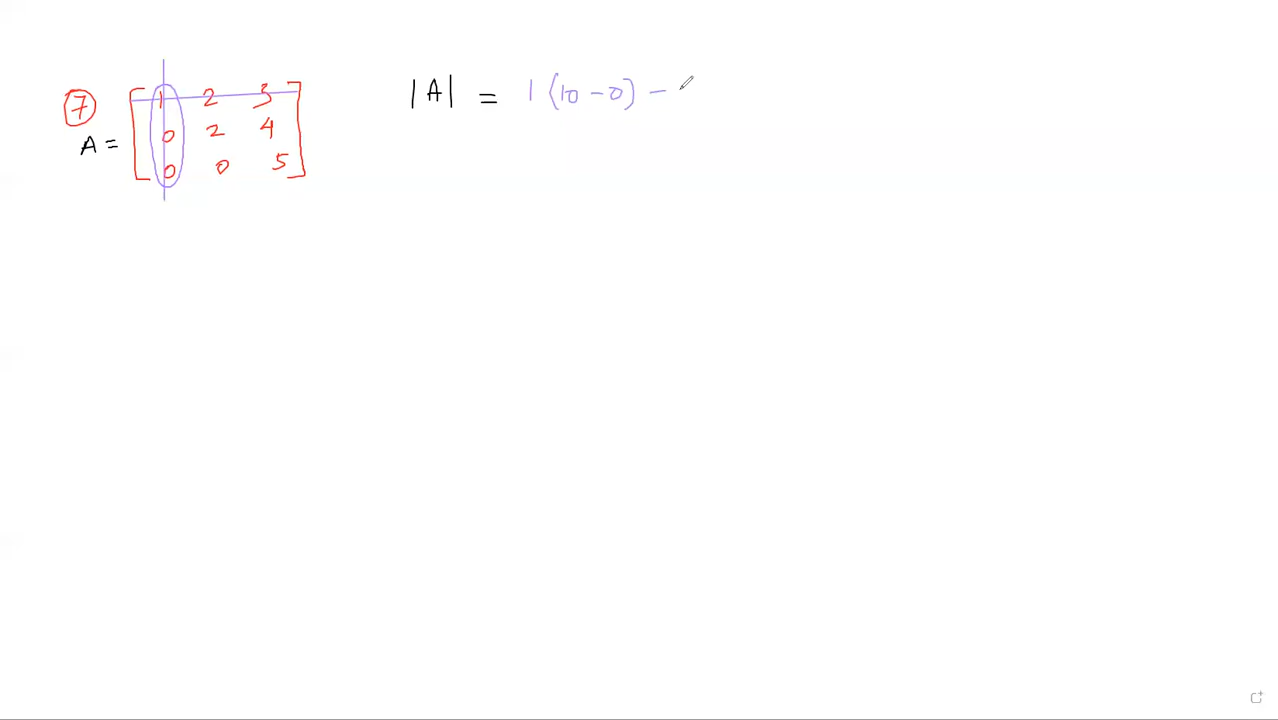 ⑦ A = [ 1 2 3
0 2 4
0 0 5 ]
|A| = 1(10-0) -